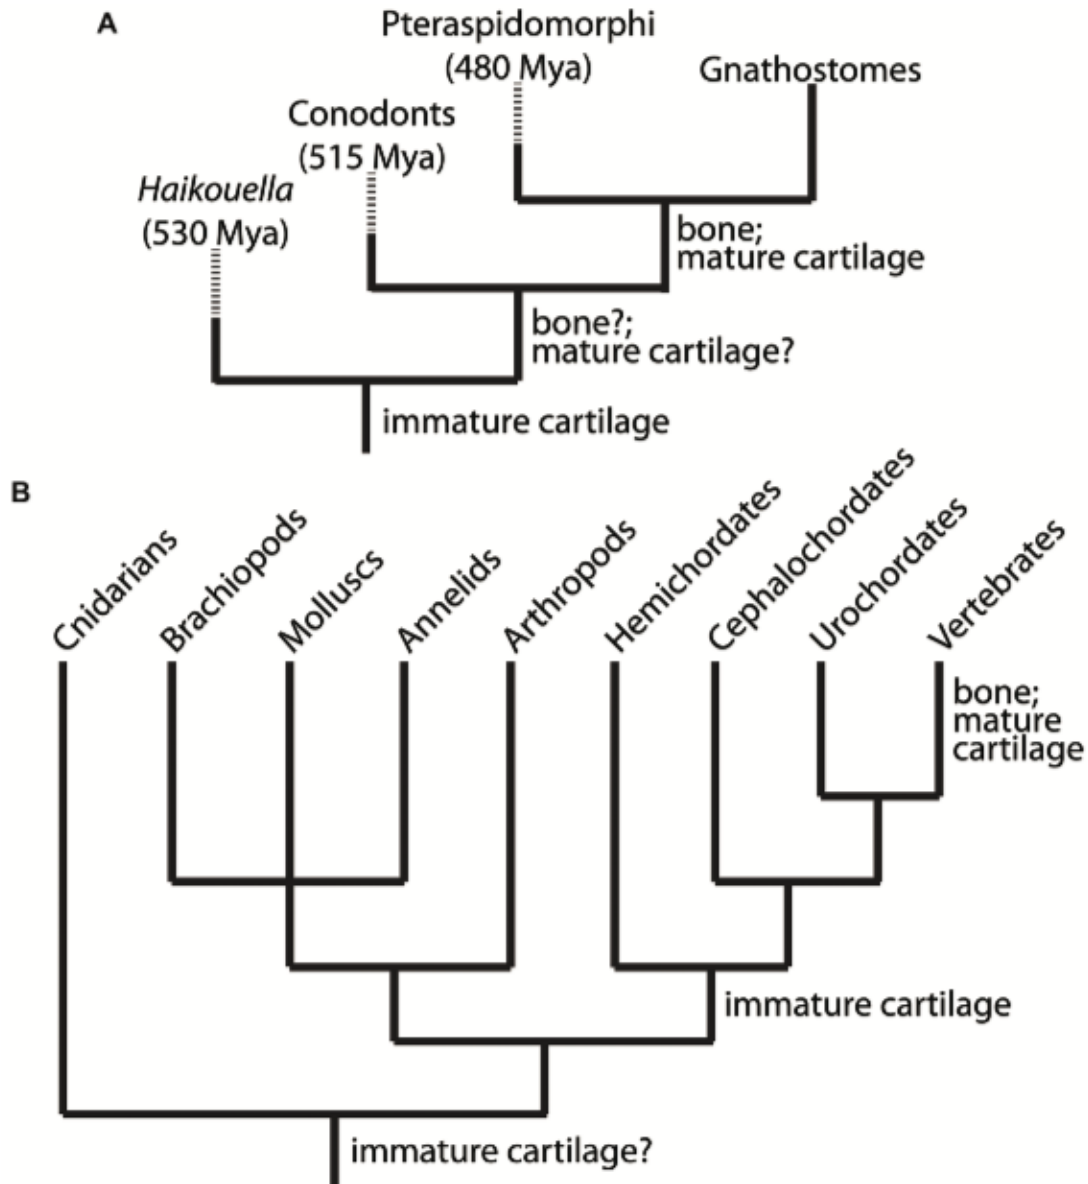 A
Pteraspidomorphi
(480 Mya)
Gnathostomes
Conodonts
(515 Mya)
Haikouella
(530 Mya)
bone;
mature cartilage
bone?;
mature cartilage?
immature cartilage
B
Cnidarians
Brachiopods
Molluscs
Annelids
Arthropods
Hemichordates
Cephalochordates
Urochordates
Vertebrates
bone;
mature
cartilage
immature cartilage
immature cartilage?